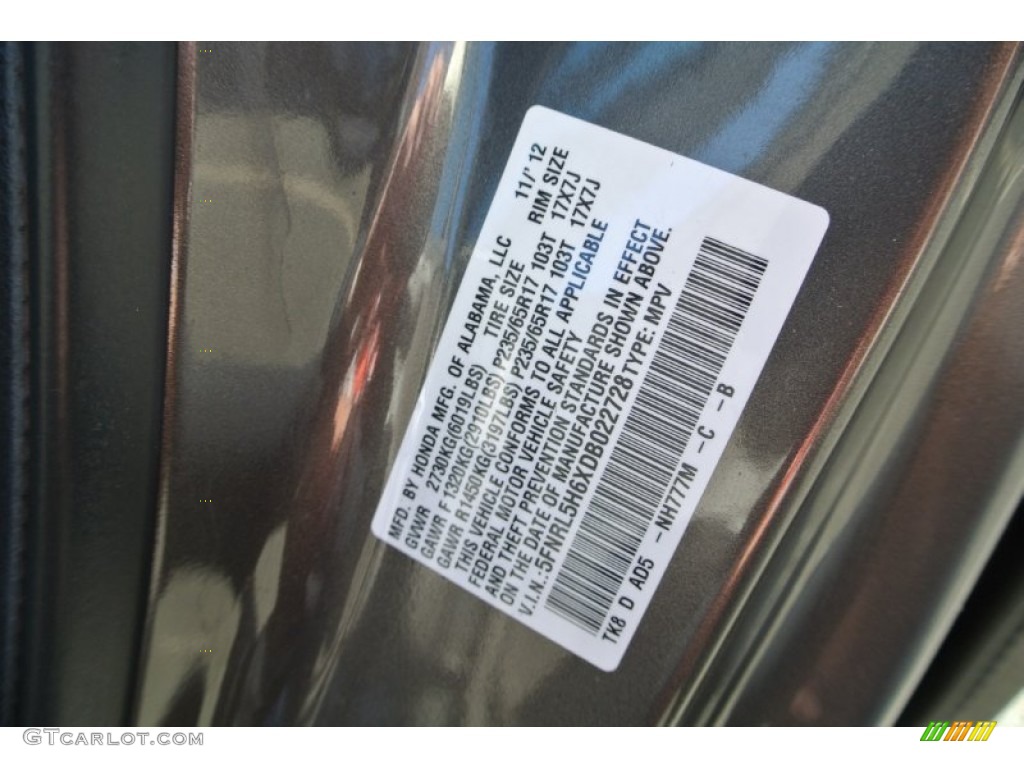 MFD. BY HONDA MFG. OF ALABAMA, LLC 11/' 12
GVWR 2730KG(6019LBS) TIRE SIZE RIM SIZE
GAWR F 1320KG(2910LBS) P235/65R17 103T 17X7J
GAWR R1450KG(3197LBS) P235/65R17 103T 17X7J
THIS VEHICLE CONFORMS TO ALL APPLICABLE
FEDERAL MOTOR VEHICLE SAFETY
AND THEFT PREVENTION STANDARDS IN EFFECT
ON THE DATE OF MANUFACTURE SHOWN ABOVE.
V.I.N.:5FNRL5H6XDB022728 TYPE: MPV
TK8 D AD5 -NH777M -C -B
GTCarlot.com